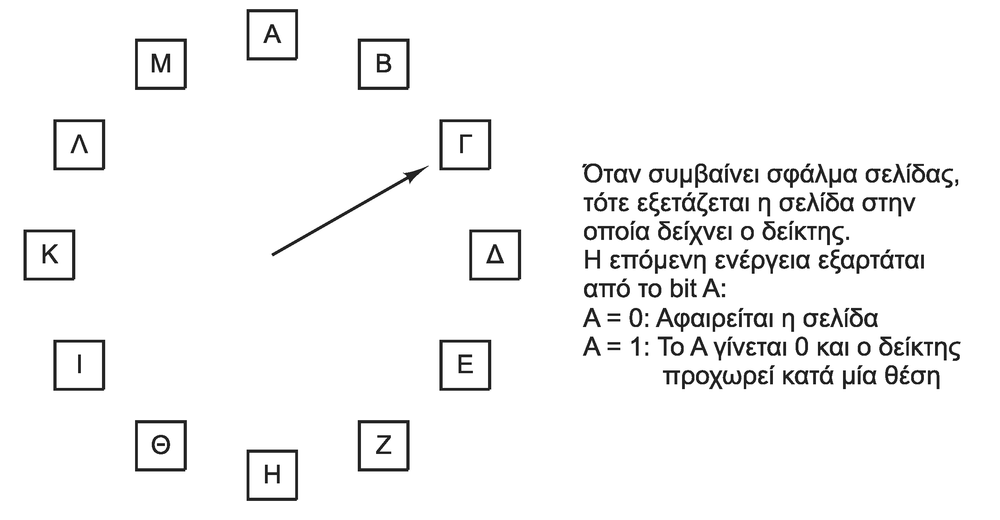 Α
Μ
Β
Λ
Γ
Κ
Δ
Ι
Ε
Θ
Ζ
Η
Όταν συμβαίνει σφάλμα σελίδας,
τότε εξετάζεται η σελίδα στην
οποία δείχνει ο δείκτης.
Η επόμενη ενέργεια εξαρτάται
από το bit Α:
Α = 0: Αφαιρείται η σελίδα
Α = 1: Το Α γίνεται 0 και ο δείκτης
προχωρεί κατά μία θέση